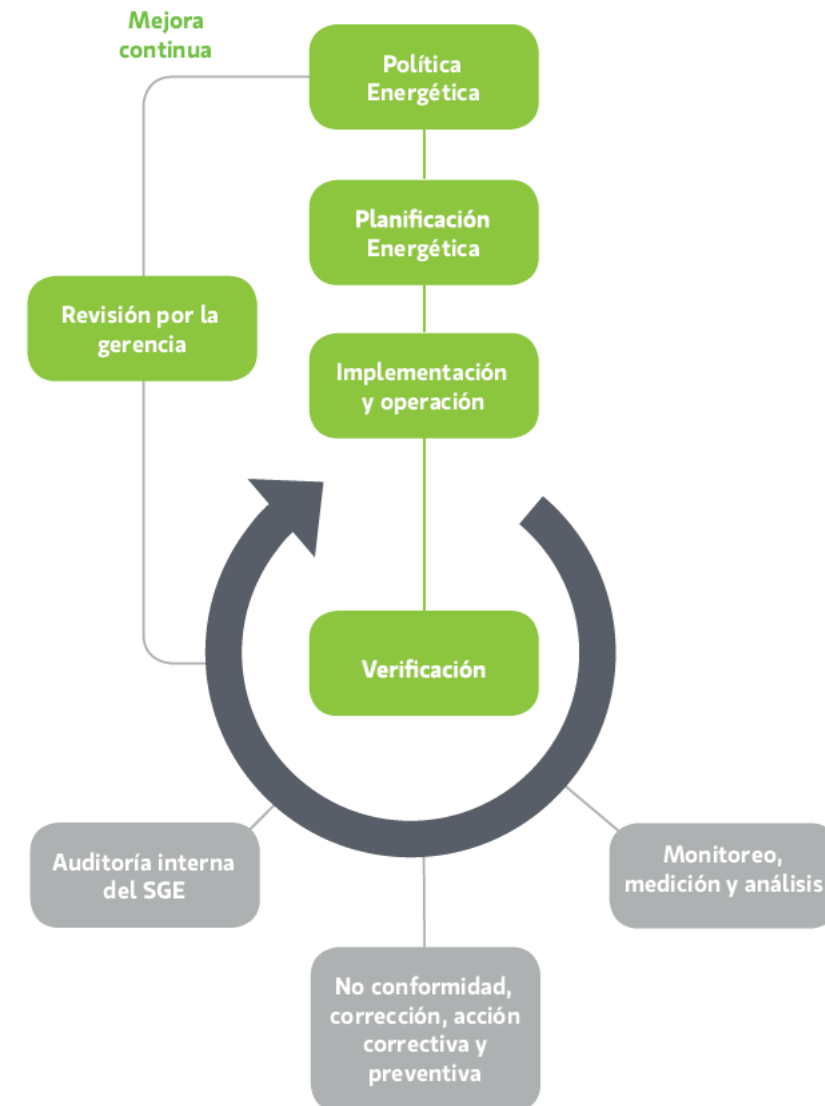 Mejora
continua
Política
Energética
Planificación
Energética
Revisión por la
gerencia
Implementación
y operación
Verificación
Auditoría interna
del SGE
Monitoreo,
medición y análisis
No conformidad,
corrección, acción
correctiva y
preventiva